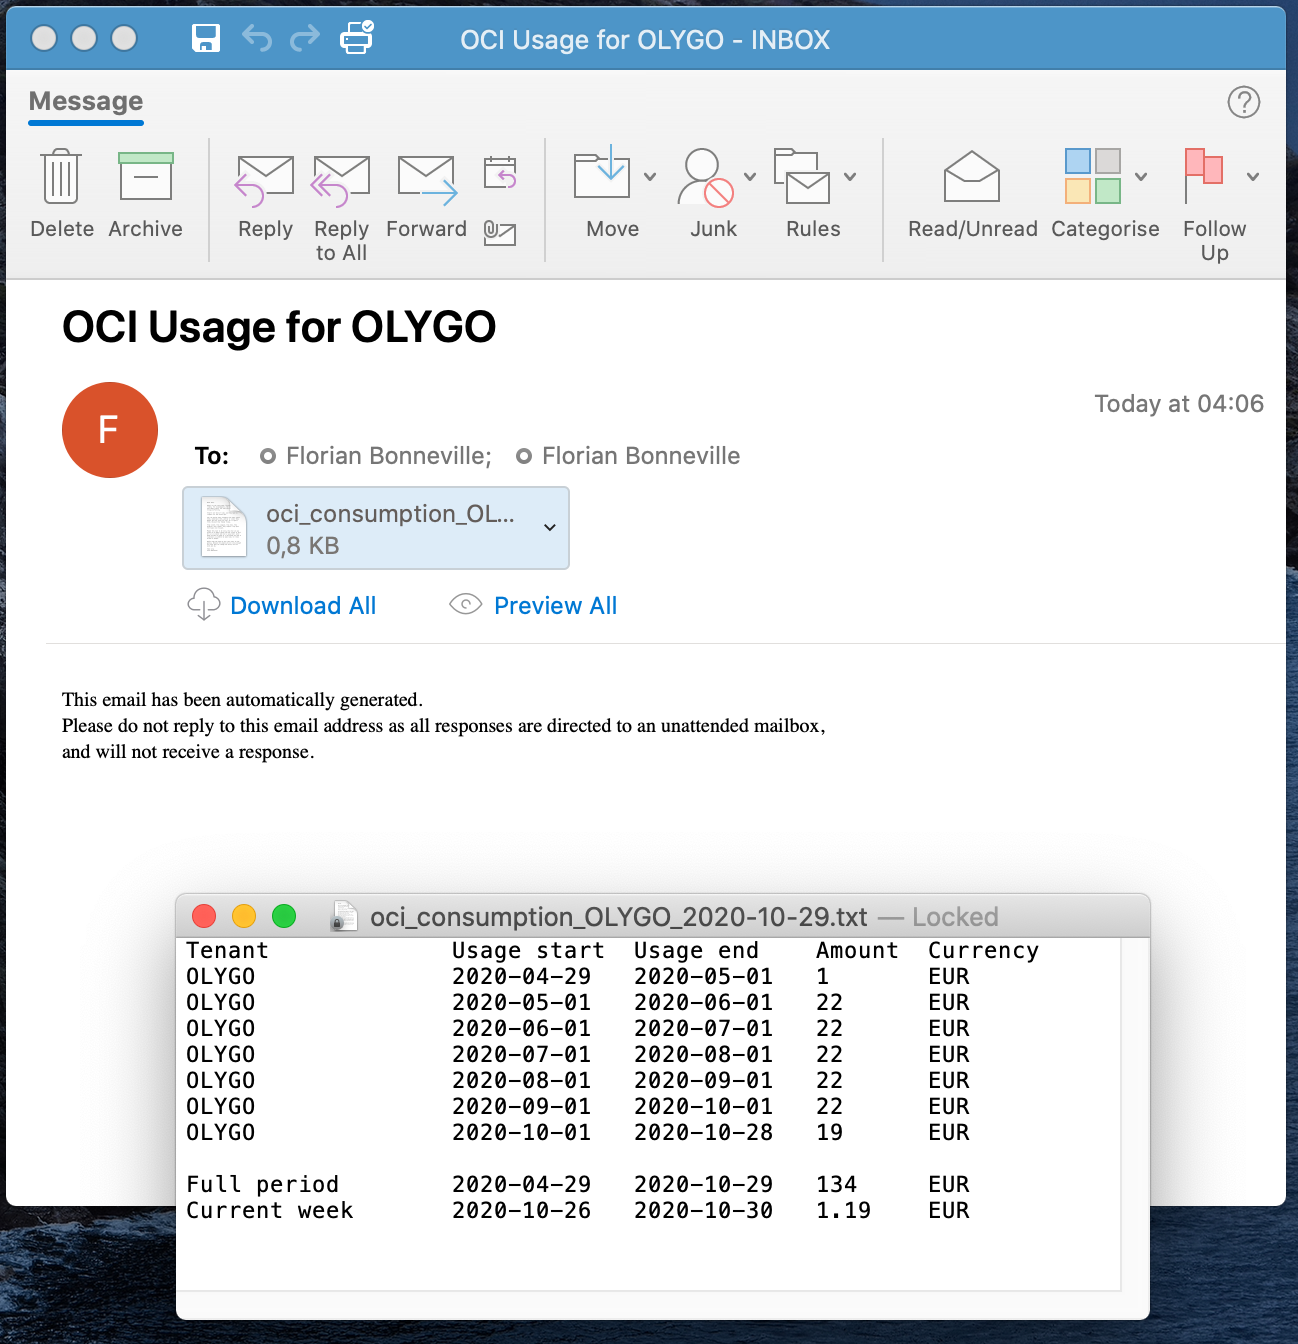 OCI Usage for OLYGO - INBOX
Message
Delete Archive Reply Reply to All Forward Move Junk Rules Read/Unread Categorise Follow Up
OCI Usage for OLYGO
F
Today at 04:06
To: Florian Bonneville; Florian Bonneville
oci_consumption_OL...
0,8 KB
Download All Preview All
This email has been automatically generated.
Please do not reply to this email address as all responses are directed to an unattended mailbox,
and will not receive a response.
oci_consumption_OLYGO_2020-10-29.txt — Locked
Tenant Usage start Usage end Amount Currency
OLYGO 2020-04-29 2020-05-01 1 EUR
OLYGO 2020-05-01 2020-06-01 22 EUR
OLYGO 2020-06-01 2020-07-01 22 EUR
OLYGO 2020-07-01 2020-08-01 22 EUR
OLYGO 2020-08-01 2020-09-01 22 EUR
OLYGO 2020-09-01 2020-10-01 22 EUR
OLYGO 2020-10-01 2020-10-28 19 EUR
Full period 2020-04-29 2020-10-29 134 EUR
Current week 2020-10-26 2020-10-30 1.19 EUR